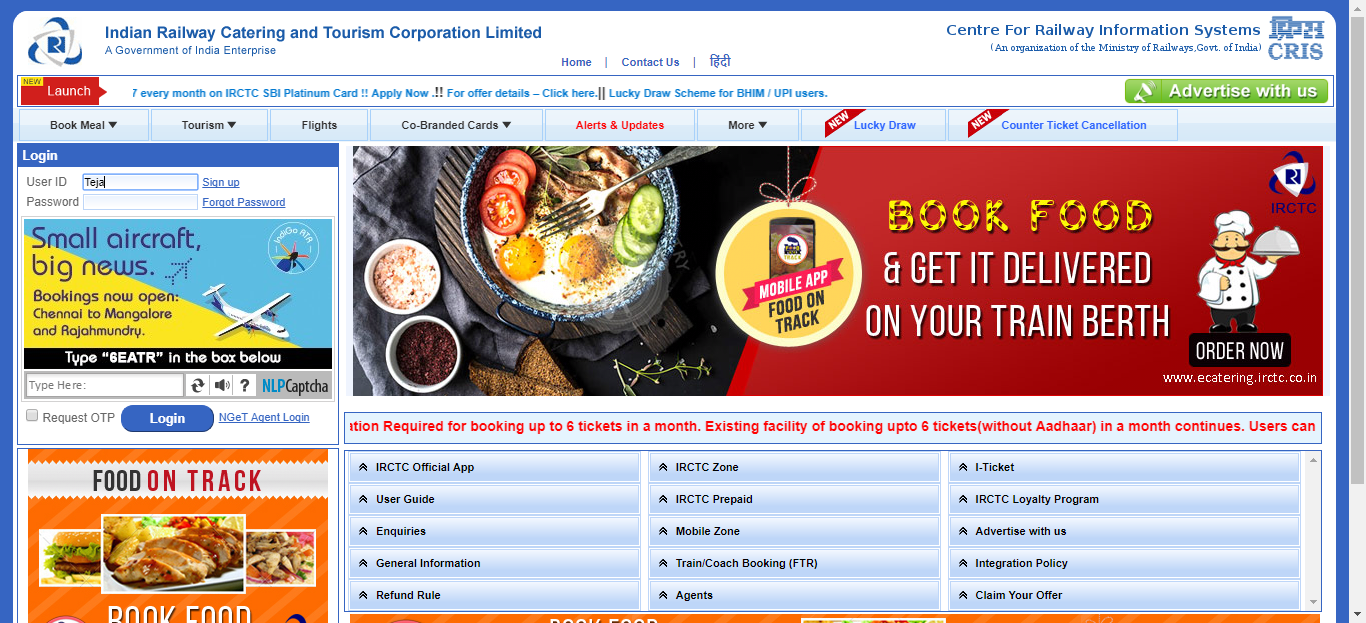 Indian Railway Catering and Tourism Corporation Limited
A Government of India Enterprise
Centre For Railway Information Systems
(An organization of the Ministry of Railways,Govt. of India)
CRIS
Home | Contact Us | हिंदी
NEW
Launch
7 every month on IRCTC SBI Platinum Card !! Apply Now .!! For offer details – Click here.|| Lucky Draw Scheme for BHIM / UPI users.
Advertise with us
Book Meal Tourism Flights Co-Branded Cards Alerts & Updates More NEW Lucky Draw NEW Counter Ticket Cancellation
Login
User ID Teja Sign up
Password Forgot Password
Small aircraft,
big news.
IndiGo ATR
Bookings now open:
Chennai to Mangalore
and Rajahmundry.
Type “6EATR” in the box below
Type Here: ? NLPCaptcha
Request OTP Login NGeT Agent Login
FOOD ON TRACK
BOOK FOOD
IRCTC
BOOK FOOD
& GET IT DELIVERED
ON YOUR TRAIN BERTH
MOBILE APP
FOOD ON
TRACK
ORDER NOW
www.ecatering.irctc.co.in
ation Required for booking up to 6 tickets in a month. Existing facility of booking upto 6 tickets(without Aadhaar) in a month continues. Users can
IRCTC Official App IRCTC Zone I-Ticket
User Guide IRCTC Prepaid IRCTC Loyalty Program
Enquiries Mobile Zone Advertise with us
General Information Train/Coach Booking (FTR) Integration Policy
Refund Rule Agents Claim Your Offer
BOOK FOOD